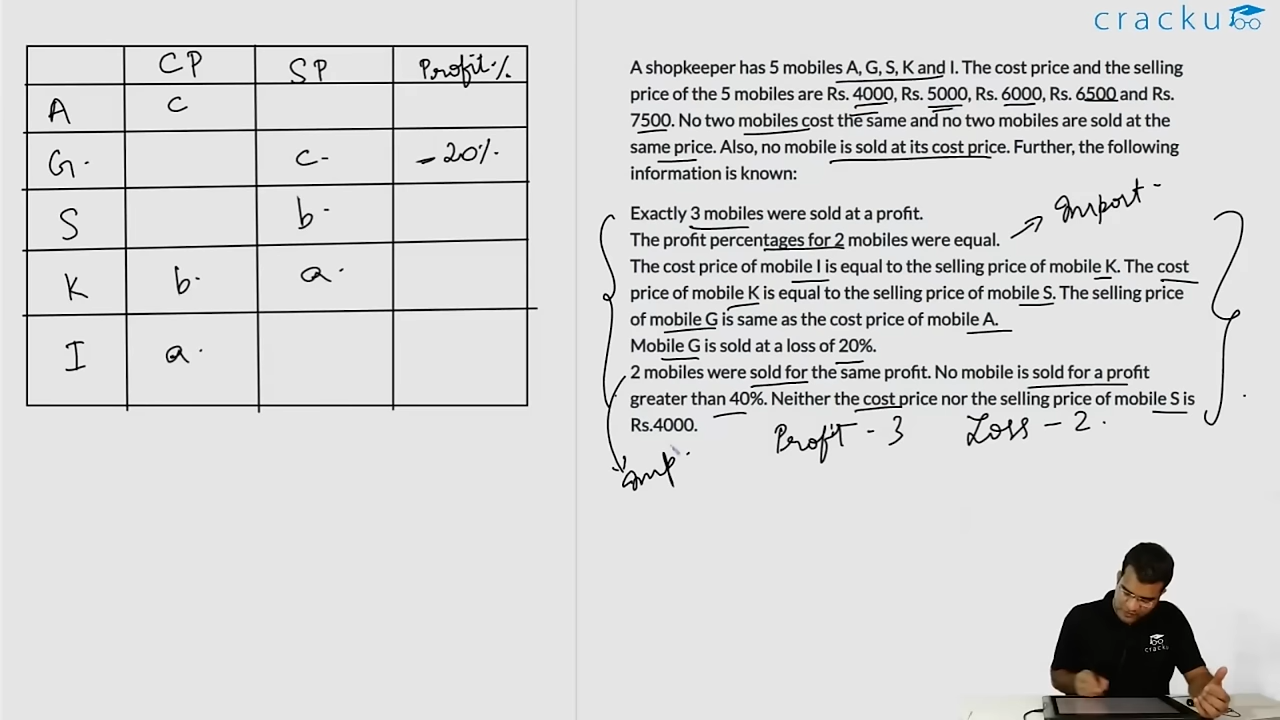 cracku
CP SP Profit.%
A c
G. c- -20%.
S b.
K b. a.
I a.
A shopkeeper has 5 mobiles A, G, S, K and I. The cost price and the selling
price of the 5 mobiles are Rs. 4000, Rs. 5000, Rs. 6000, Rs. 6500 and Rs.
7500. No two mobiles cost the same and no two mobiles are sold at the
same price. Also, no mobile is sold at its cost price. Further, the following
information is known:
Import-
Exactly 3 mobiles were sold at a profit.
The profit percentages for 2 mobiles were equal.
The cost price of mobile I is equal to the selling price of mobile K. The cost
price of mobile K is equal to the selling price of mobile S. The selling price
of mobile G is same as the cost price of mobile A.
Mobile G is sold at a loss of 20%.
2 mobiles were sold for the same profit. No mobile is sold for a profit
greater than 40%. Neither the cost price nor the selling price of mobile S is
Rs.4000.
Profit - 3 Loss - 2.
Imp.
cracku